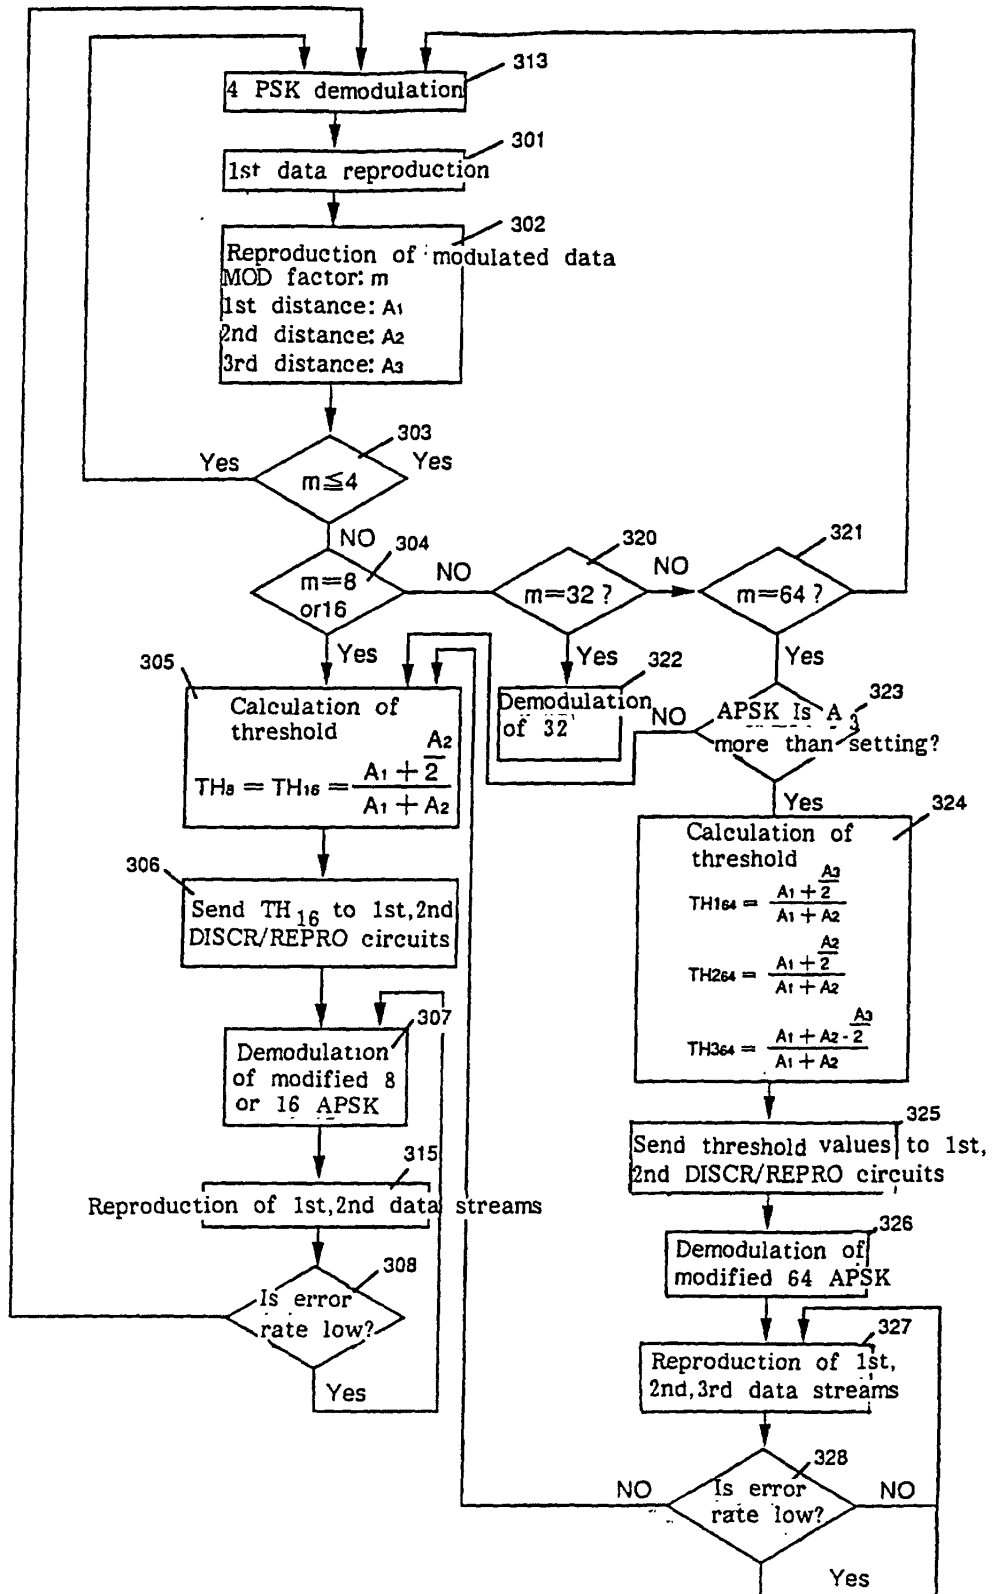 313
4 PSK demodulation
301
1st data reproduction
302
Reproduction of modulated data
MOD factor: m
1st distance: A1
2nd distance: A2
3rd distance: A3
303
Yes
Yes
m≦4
NO
304
m=8
or16
NO
320
m=32 ?
NO
321
m=64 ?
Yes
Yes
Yes
305
Calculation of
threshold
TH8 = TH16 = (A1 + A2/2) / (A1 + A2)
322
Demodulation
of 32
NO
323
APSK Is A3
more than setting?
Yes
324
Calculation of
threshold
TH164 = (A1 + A3/2) / (A1 + A2)
TH264 = (A1 + A2/2) / (A1 + A2)
TH364 = (A1 + A2 - A3/2) / (A1 + A2)
306
Send TH16 to 1st,2nd
DISCR/REPRO circuits
307
Demodulation
of modified 8
or 16 APSK
315
Reproduction of 1st,2nd data streams
308
Is error
rate low?
Yes
325
Send threshold values to 1st,
2nd DISCR/REPRO circuits
326
Demodulation of
modified 64 APSK
327
Reproduction of 1st,
2nd,3rd data streams
328
NO
Is error
rate low?
NO
Yes